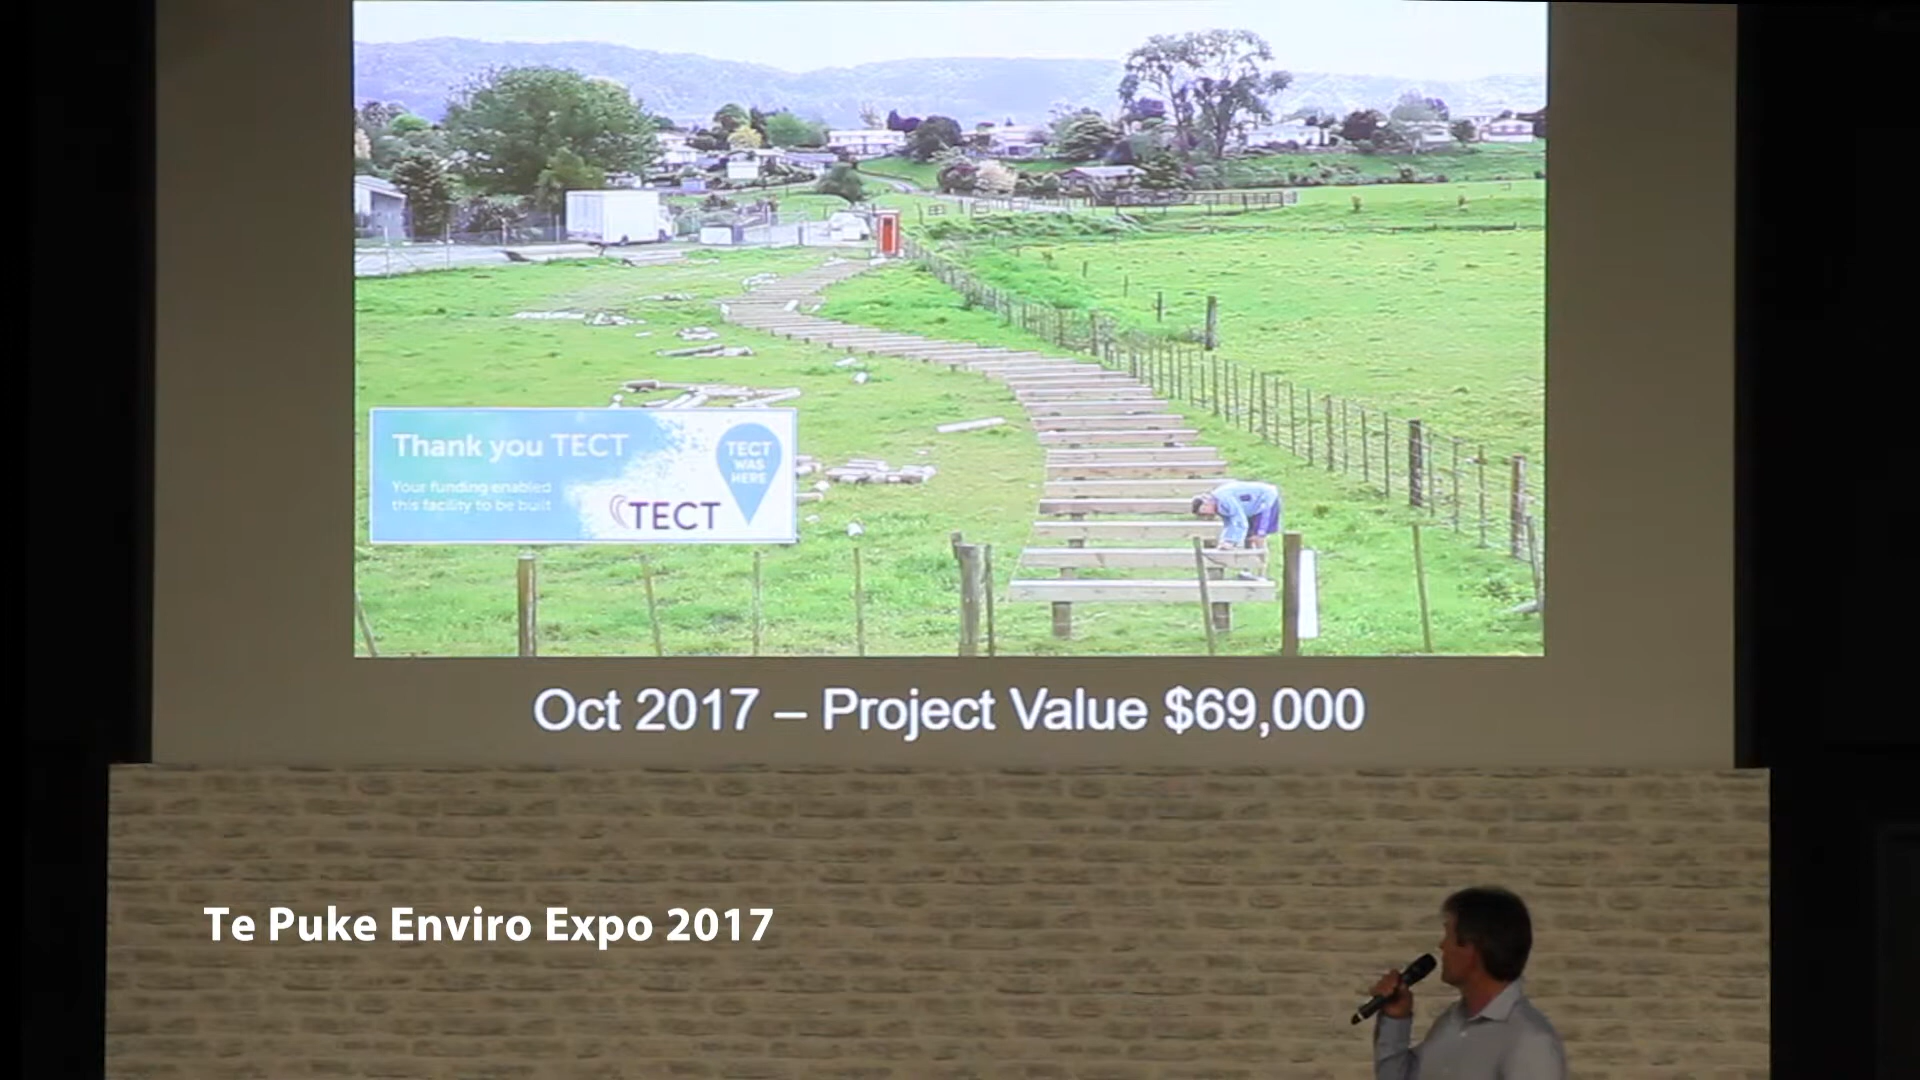 Thank you TECT
Your funding enabled
this facility to be built
TECT
TECT
WAS
HERE
Oct 2017 – Project Value $69,000
Te Puke Enviro Expo 2017